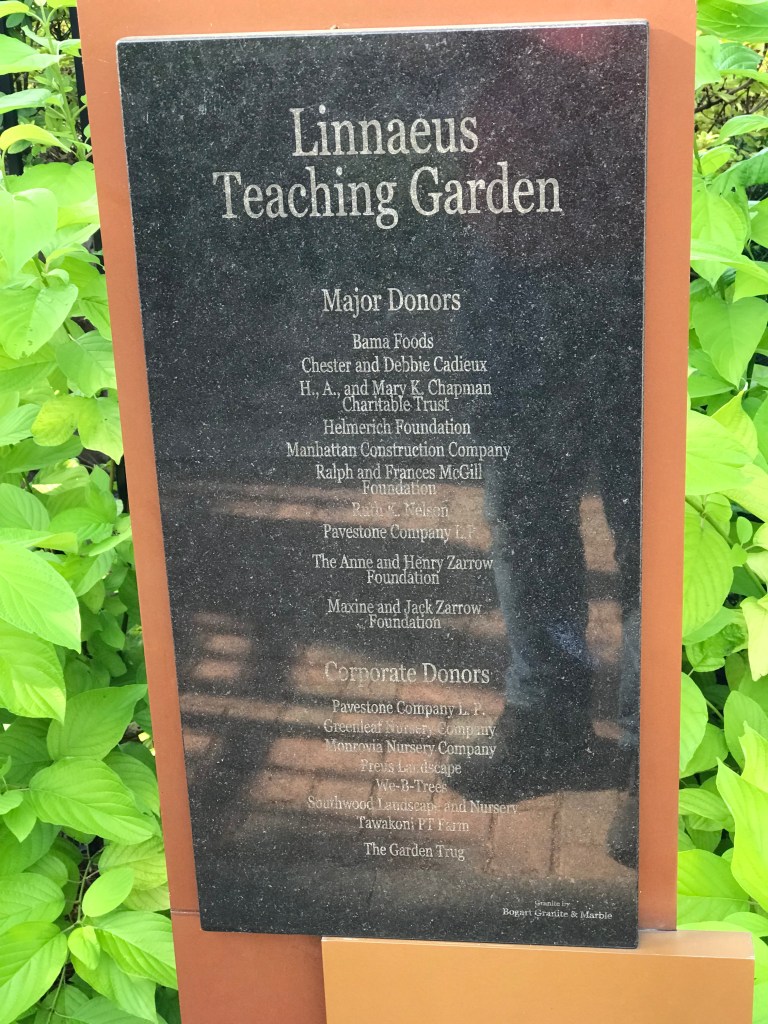 Linnaeus
Teaching Garden
Major Donors
Bama Foods
Chester and Debbie Cadieux
H., A., and Mary K. Chapman
Charitable Trust
Helmerich Foundation
Manhattan Construction Company
Ralph and Frances McGill
Foundation
Ruth K. Nelson
Pavestone Company L.P.
The Anne and Henry Zarrow
Foundation
Maxine and Jack Zarrow
Foundation
Corporate Donors
Pavestone Company L. P.
Greenleaf Nursery Company
Monrovia Nursery Company
Landscape
We-B-Trees
Southwood Landscape and Nursery
Tawakoni PT Farm
The Garden Trug
Granite by
Bogart Granite & Marble